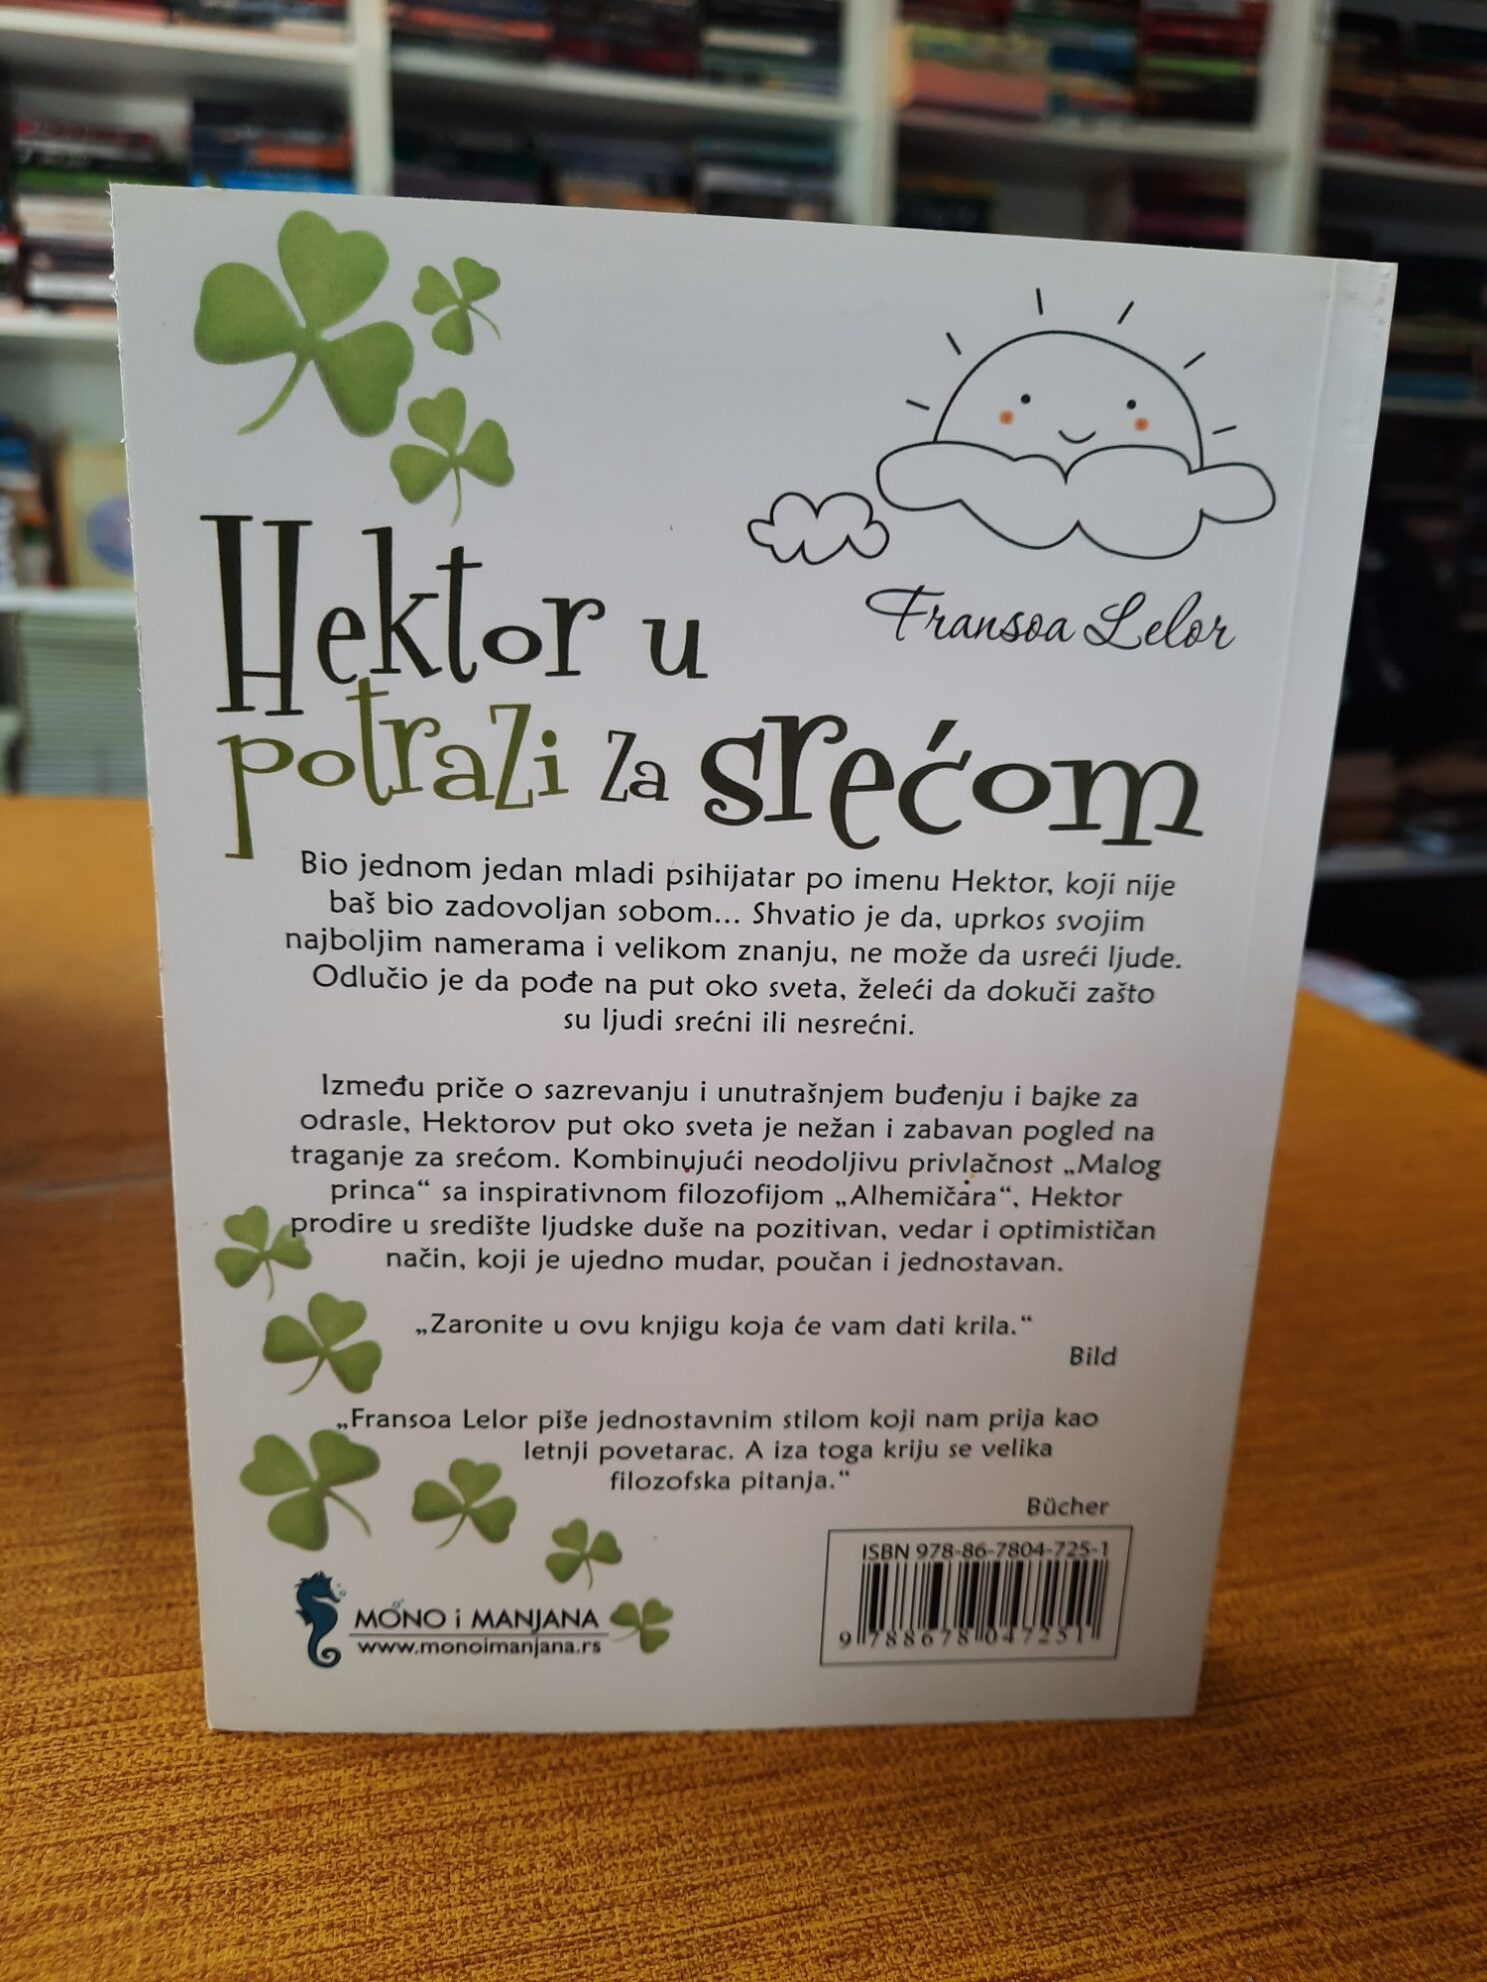 Hektor u
potrazi za srećom
Fransoa Lelor
Bio jednom jedan mladi psihijatar po imenu Hektor, koji nije
baš bio zadovoljan sobom... Shvatio je da, uprkos svojim
najboljim namerama i velikom znanju, ne može da usreći ljude.
Odlučio je da pođe na put oko sveta, želeći da dokuči zašto
su ljudi srećni ili nesrećni.
Između priče o sazrevanju i unutrašnjem buđenju i bajke za
odrasle, Hektorov put oko sveta je nežan i zabavan pogled na
traganje za srećom. Kombinujući neodoljivu privlačnost „Malog
princa“ sa inspirativnom filozofijom „Alhemičara“, Hektor
prodire u središte ljudske duše na pozitivan, vedar i optimističan
način, koji je ujedno mudar, poučan i jednostavan.
„Zaronite u ovu knjigu koja će vam dati krila.“
Bild
„Fransoa Lelor piše jednostavnim stilom koji nam prija kao
letnji povetarac. A iza toga kriju se velika
filozofska pitanja.“
Bücher
MONO i MANJANA
www.monoimanjana.rs
ISBN 978-86-7804-725-1
9 788678 047251